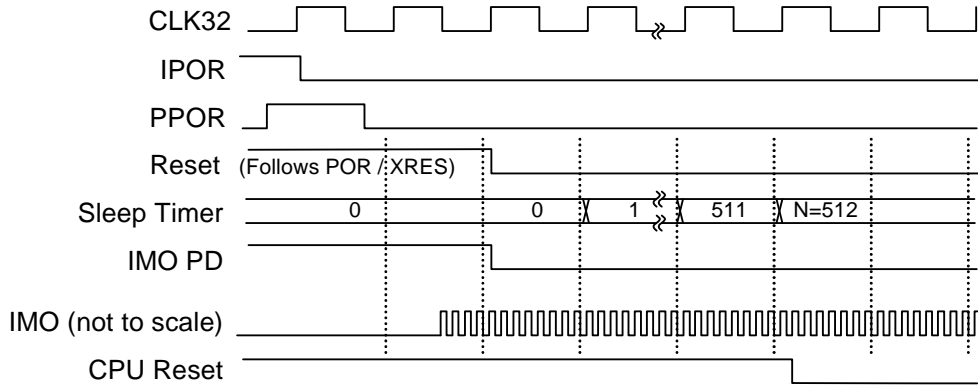 CLK32
IPOR
PPOR
Reset (Follows POR / XRES)
Sleep Timer 0 0 1 511 N=512
IMO PD
IMO (not to scale)
CPU Reset